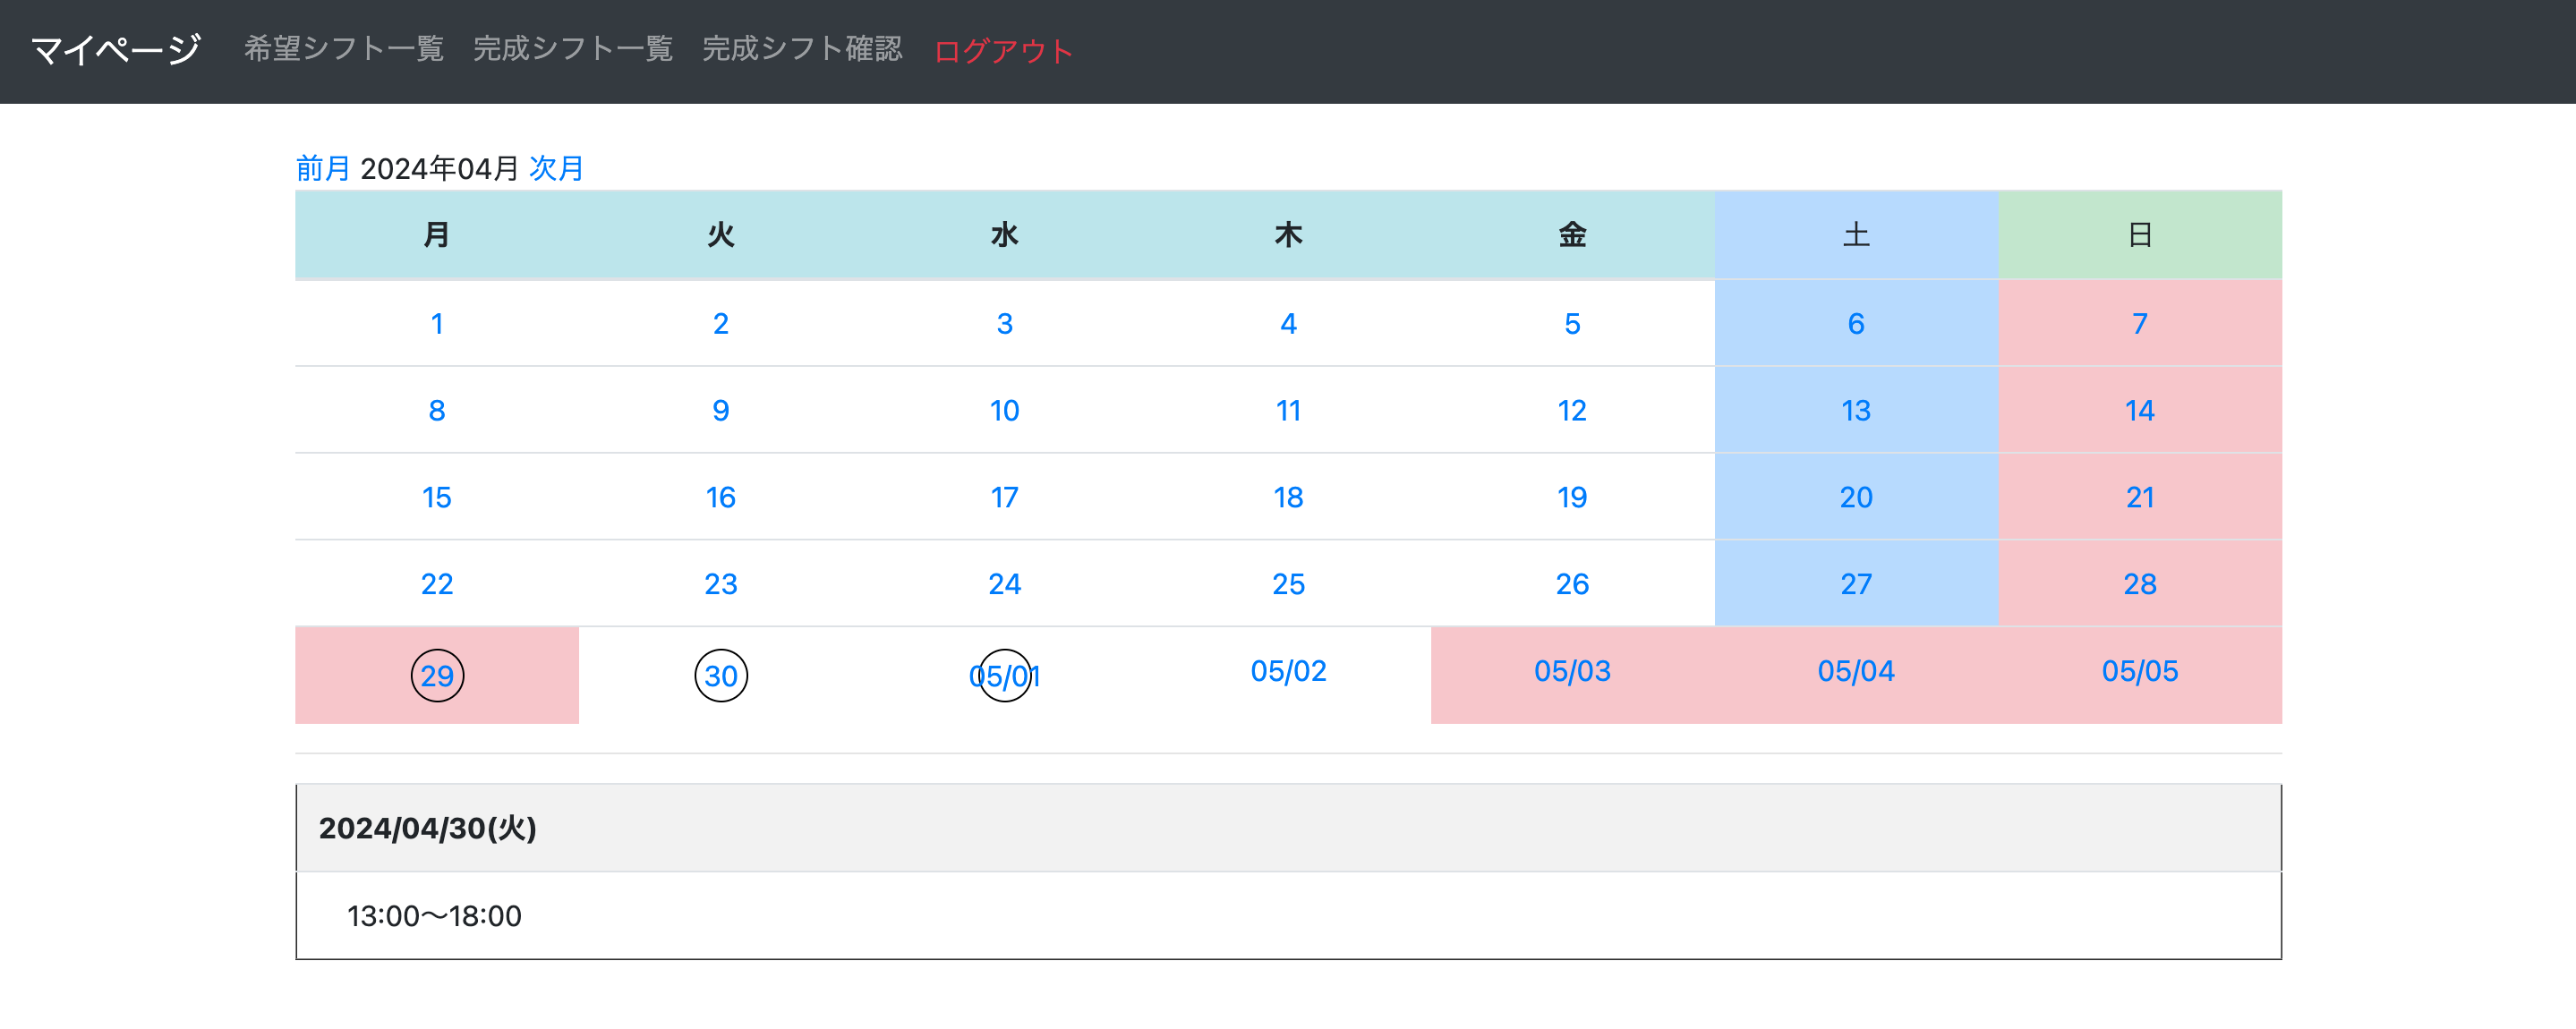 マイページ 希望シフト一覧 完成シフト一覧 完成シフト確認 ログアウト
前月 2024年04月 次月
月 火 水 木 金 土 日
1 2 3 4 5 6 7
8 9 10 11 12 13 14
15 16 17 18 19 20 21
22 23 24 25 26 27 28
29 30 05/01 05/02 05/03 05/04 05/05
2024/04/30(火)
13:00〜18:00